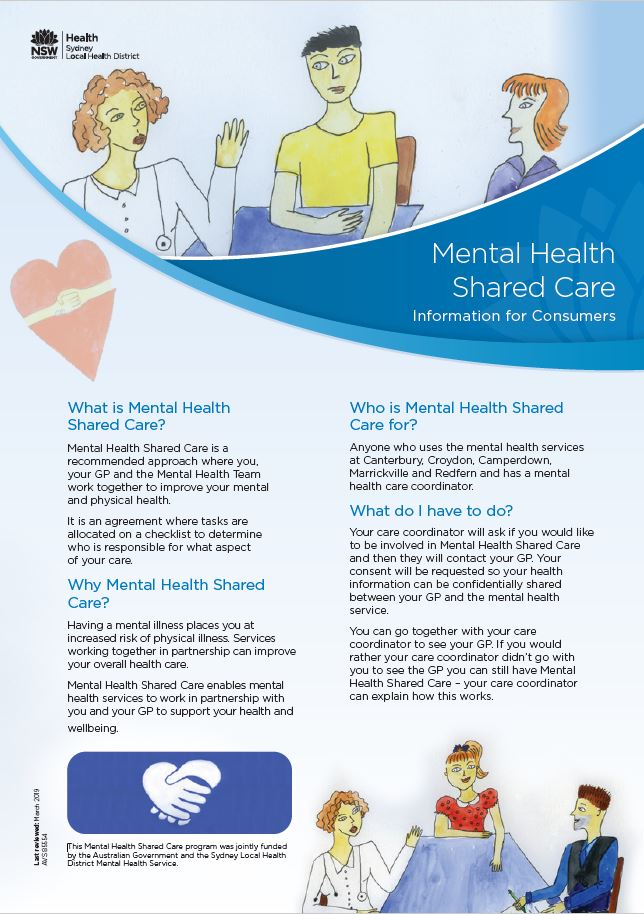 Health
NSW
GOVERNMENT
Sydney
Local Health District
Mental Health
Shared Care
Information for Consumers
What is Mental Health
Shared Care?
Mental Health Shared Care is a
recommended approach where you,
your GP and the Mental Health Team
work together to improve your mental
and physical health.
It is an agreement where tasks are
allocated on a checklist to determine
who is responsible for what aspect
of your care.
Why Mental Health Shared
Care?
Having a mental illness places you at
increased risk of physical illness. Services
working together in partnership can improve
your overall health care.
Mental Health Shared Care enables mental
health services to work in partnership with
you and your GP to support your health and
wellbeing.
This Mental Health Shared Care program was jointly funded
by the Australian Government and the Sydney Local Health
District Mental Health Service.
Last reviewed: March 2019
Who is Mental Health Shared
Care for?
Anyone who uses the mental health services
at Canterbury, Croydon, Camperdown,
Marrickville and Redfern and has a mental
health care coordinator.
What do I have to do?
Your care coordinator will ask if you would like
to be involved in Mental Health Shared Care
and then they will contact your GP. Your
consent will be requested so your health
information can be confidentially shared
between your GP and the mental health
service.
You can go together with your care
coordinator to see your GP. If you would
rather your care coordinator didn't go with
you to see the GP you can still have Mental
Health Shared Care – your care coordinator
can explain how this works.